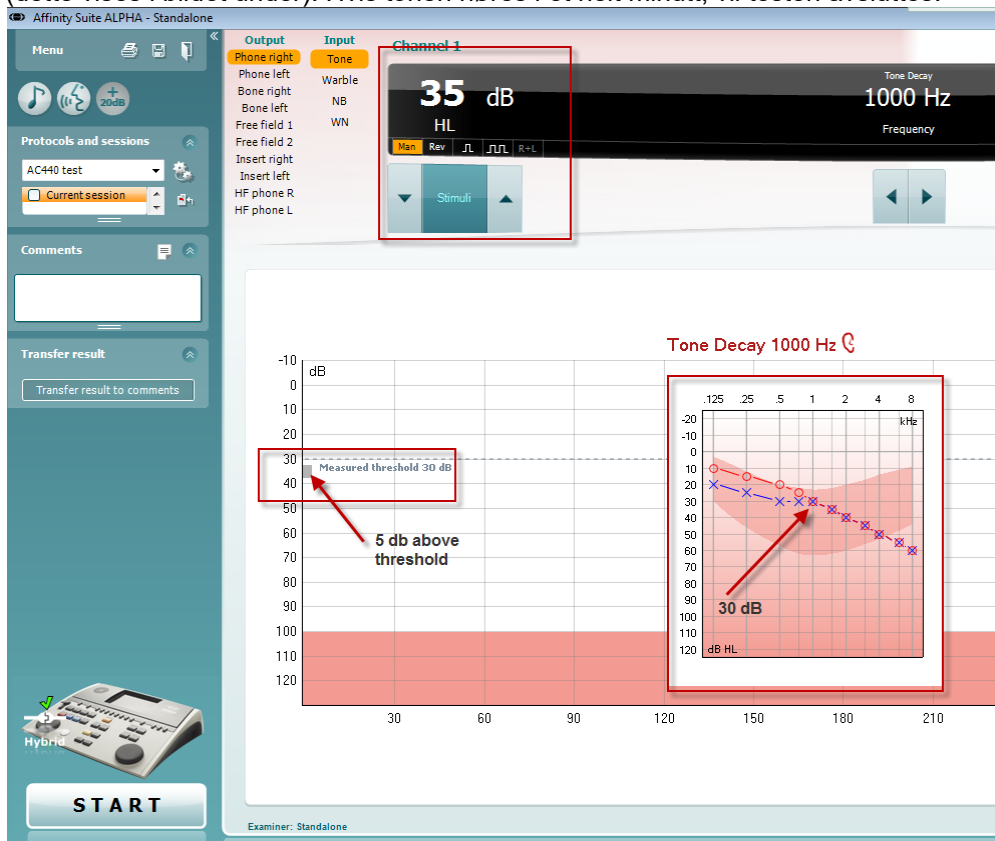 Affinity Suite ALPHA - Standalone
Menu
20dB
Protocols and sessions
AC440 test
Current session
Comments
Transfer result
Transfer result to comments
Hybrid
START
Output
Phone right
Phone left
Bone right
Bone left
Free field 1
Free field 2
Insert right
Insert left
HF phone R
HF phone L
Input
Tone
Warble
NB
WN
Channel 1
35 dB
HL
Man Rev R+L
Stimuli
Tone Decay
1000 Hz
Frequency
Tone Decay 1000 Hz
dB
-10
0
10
20
30
40
50
60
70
80
90
100
110
120
Measured threshold 30 dB
5 db above
threshold
30 60 90 120 150 180 210
.125 .25 .5 1 2 4 8
kHz
-20
-10
0
10
20
30
40
50
60
70
80
90
100
110
120
30 dB
dB HL
Examiner: Standalone